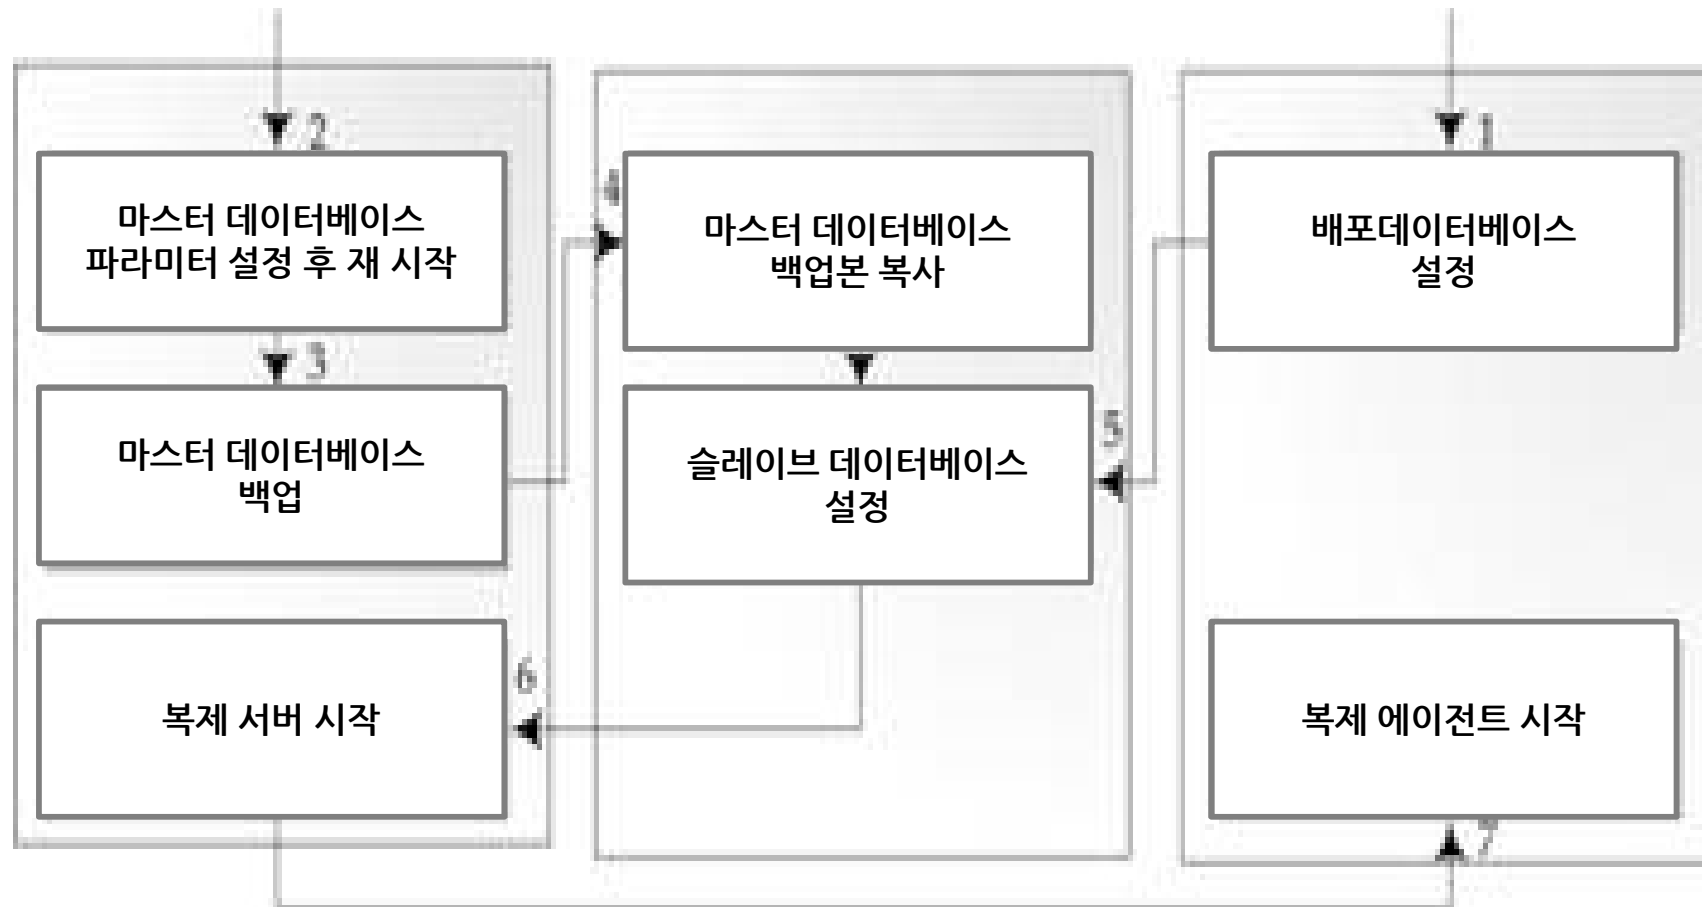 2
마스터 데이터베이스
파라미터 설정 후 재 시작
3
마스터 데이터베이스
백업
6
복제 서버 시작
4
마스터 데이터베이스
백업본 복사
5
슬레이브 데이터베이스
설정
1
배포데이터베이스
설정
복제 에이전트 시작
7